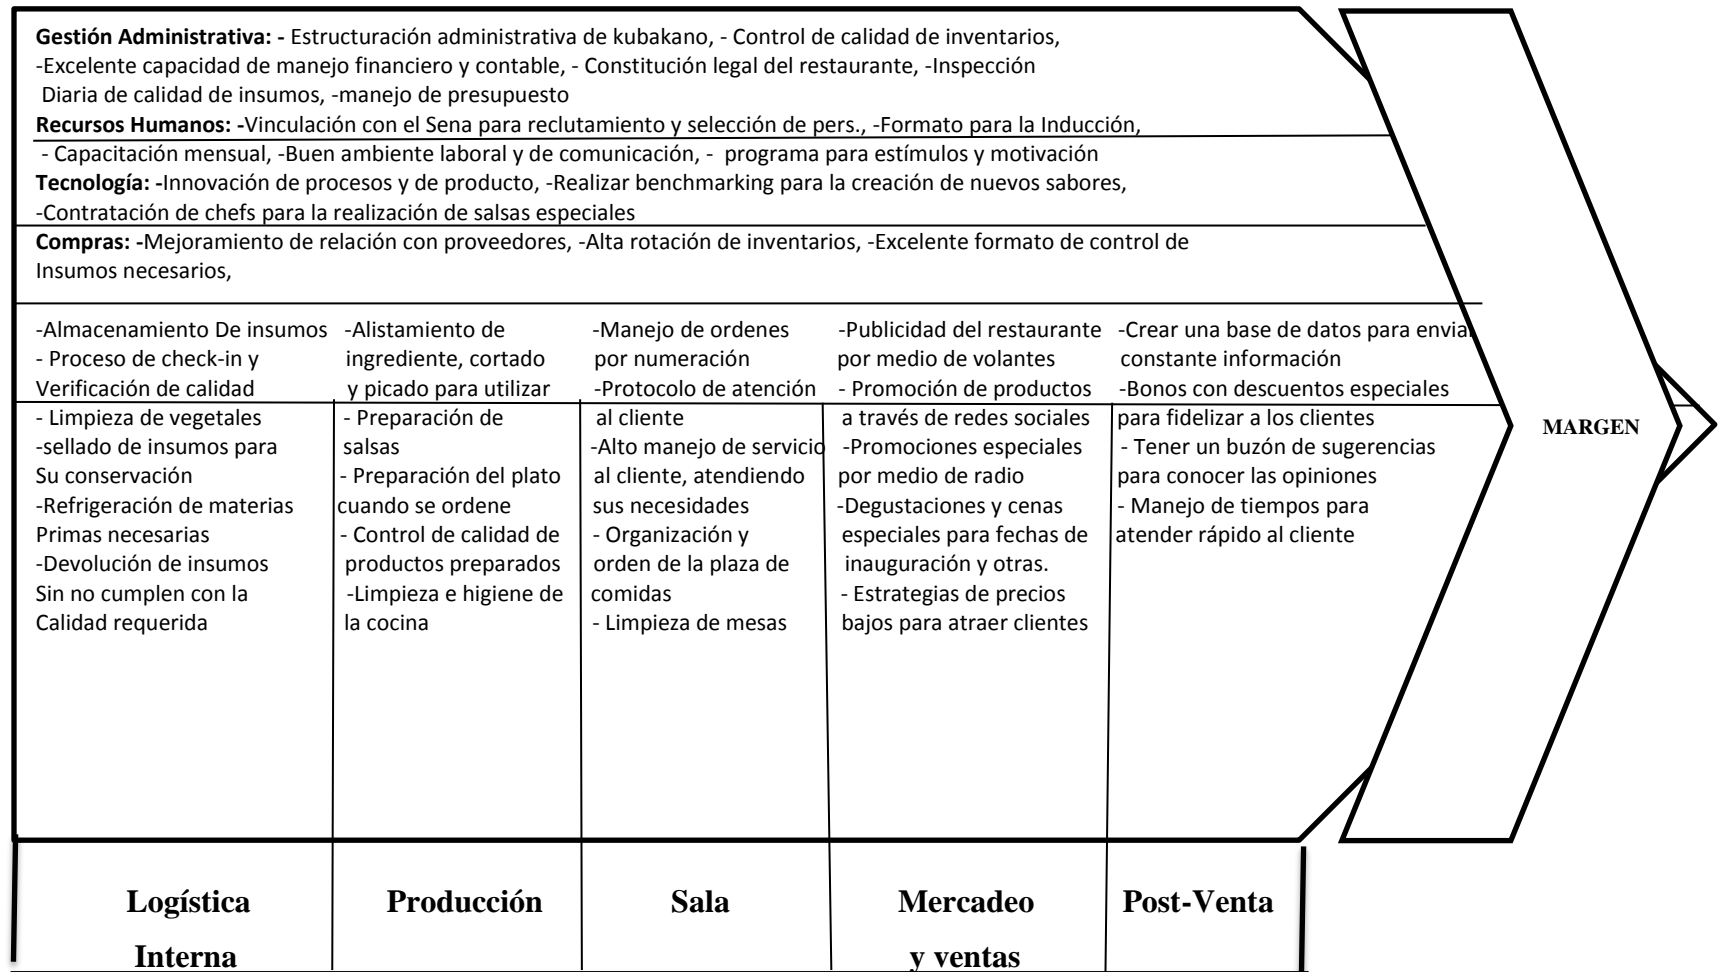 Gestión Administrativa: - Estructuración administrativa de kubakano, - Control de calidad de inventarios,
-Excelente capacidad de manejo financiero y contable, - Constitución legal del restaurante, -Inspección
Diaria de calidad de insumos, -manejo de presupuesto
Recursos Humanos: -Vinculación con el Sena para reclutamiento y selección de pers., -Formato para la Inducción,
- Capacitación mensual, -Buen ambiente laboral y de comunicación, - programa para estímulos y motivación
Tecnología: -Innovación de procesos y de producto, -Realizar benchmarking para la creación de nuevos sabores,
-Contratación de chefs para la realización de salsas especiales
Compras: -Mejoramiento de relación con proveedores, -Alta rotación de inventarios, -Excelente formato de control de
Insumos necesarios,
-Almacenamiento De insumos
- Proceso de check-in y
Verificación de calidad
- Limpieza de vegetales
-sellado de insumos para
Su conservación
-Refrigeración de materias
Primas necesarias
-Devolución de insumos
Sin no cumplen con la
Calidad requerida
-Alistamiento de
ingrediente, cortado
y picado para utilizar
- Preparación de
salsas
- Preparación del plato
cuando se ordene
- Control de calidad de
productos preparados
-Limpieza e higiene de
la cocina
-Manejo de ordenes
por numeración
-Protocolo de atención
al cliente
-Alto manejo de servicio
al cliente, atendiendo
sus necesidades
- Organización y
orden de la plaza de
comidas
- Limpieza de mesas
-Publicidad del restaurante
por medio de volantes
- Promoción de productos
a través de redes sociales
-Promociones especiales
por medio de radio
-Degustaciones y cenas
especiales para fechas de
inauguración y otras.
- Estrategias de precios
bajos para atraer clientes
-Crear una base de datos para enviar
constante información
-Bonos con descuentos especiales
para fidelizar a los clientes
- Tener un buzón de sugerencias
para conocer las opiniones
- Manejo de tiempos para
atender rápido al cliente
MARGEN
Logística
Interna
Producción
Sala
Mercadeo
y ventas
Post-Venta